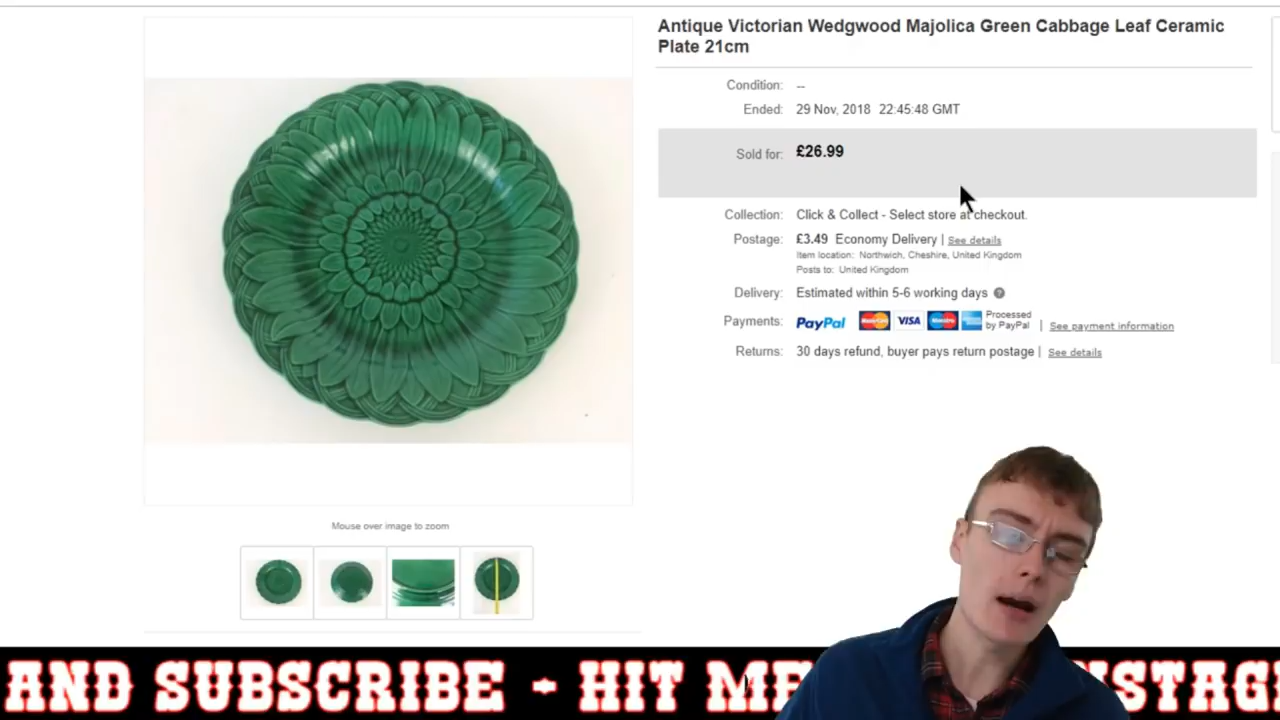 Antique Victorian Wedgwood Majolica Green Cabbage Leaf Ceramic
Plate 21cm
Condition: --
Ended: 29 Nov, 2018 22:45:48 GMT
Sold for: £26.99
Collection: Click & Collect - Select store at checkout.
Postage: £3.49 Economy Delivery | See details
Item location: Northwich, Cheshire, United Kingdom
Posts to: United Kingdom
Delivery: Estimated within 5-6 working days
Payments: PayPal VISA Processed
by PayPal | See payment information
Returns: 30 days refund, buyer pays return postage | See details
Mouse over image to zoom
AND SUBSCRIBE - HIT ME